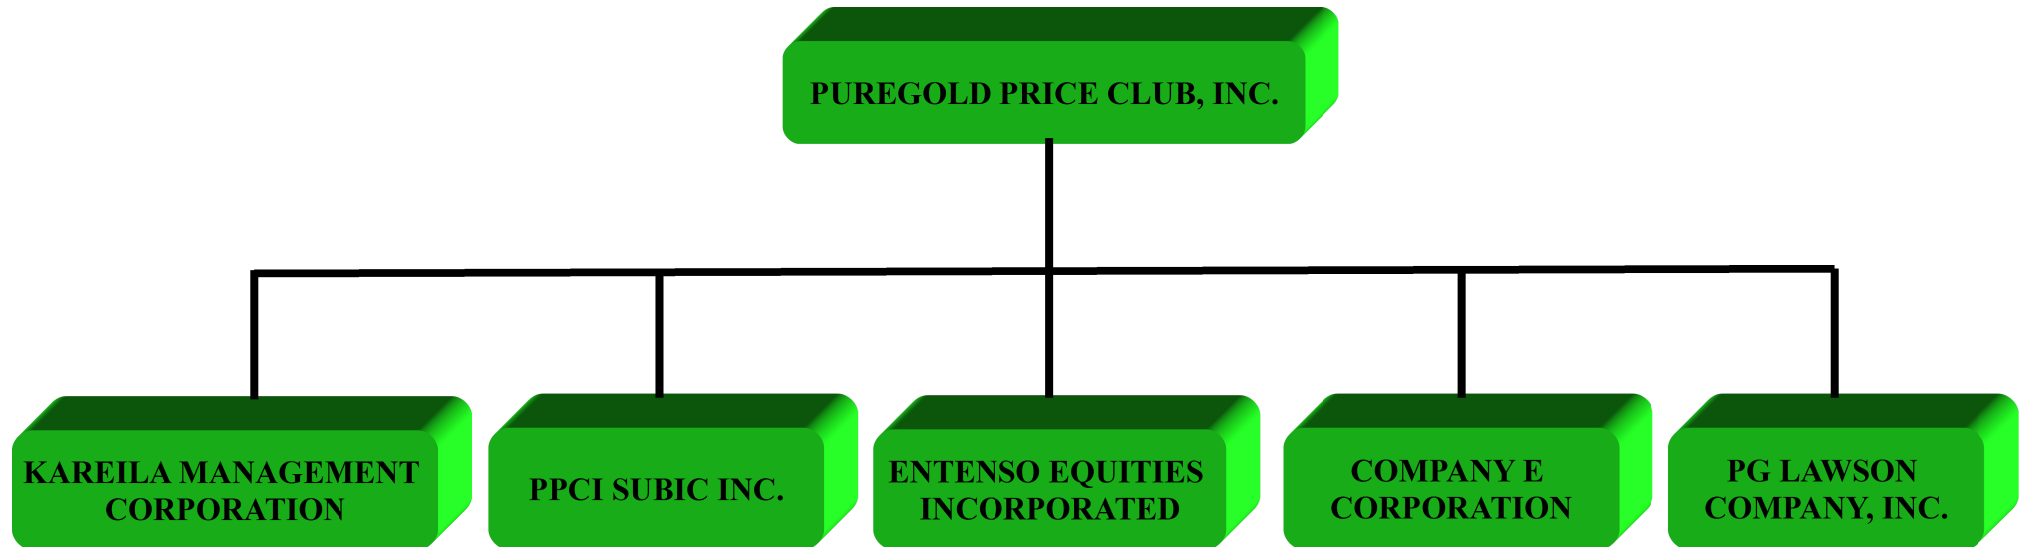 PUREGOLD PRICE CLUB, INC.
KAREILA MANAGEMENT
CORPORATION
PPCI SUBIC INC.
ENTENSO EQUITIES
INCORPORATED
COMPANY E
CORPORATION
PG LAWSON
COMPANY, INC.